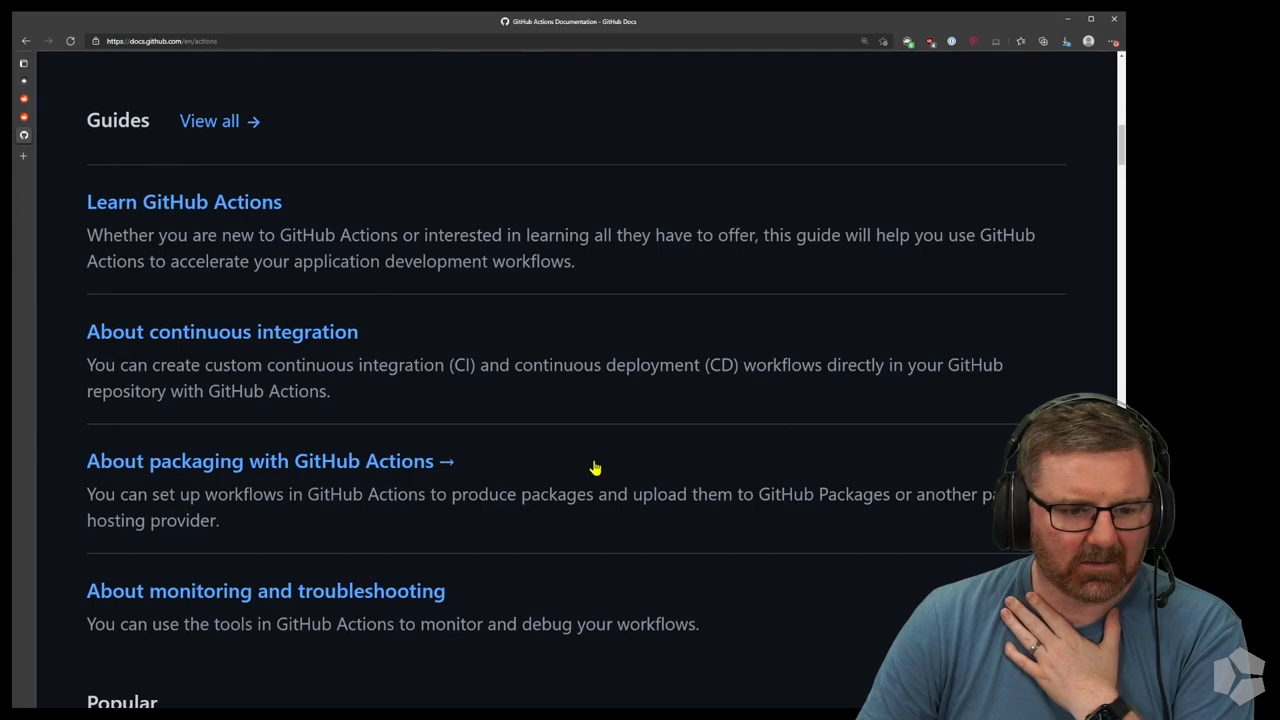 GitHub Actions Documentation - GitHub Docs
https://docs.github.com/en/actions
Guides View all →
Learn GitHub Actions
Whether you are new to GitHub Actions or interested in learning all they have to offer, this guide will help you use GitHub
Actions to accelerate your application development workflows.
About continuous integration
You can create custom continuous integration (CI) and continuous deployment (CD) workflows directly in your GitHub
repository with GitHub Actions.
About packaging with GitHub Actions →
You can set up workflows in GitHub Actions to produce packages and upload them to GitHub Packages or another
hosting provider.
About monitoring and troubleshooting
You can use the tools in GitHub Actions to monitor and debug your workflows.
Popular